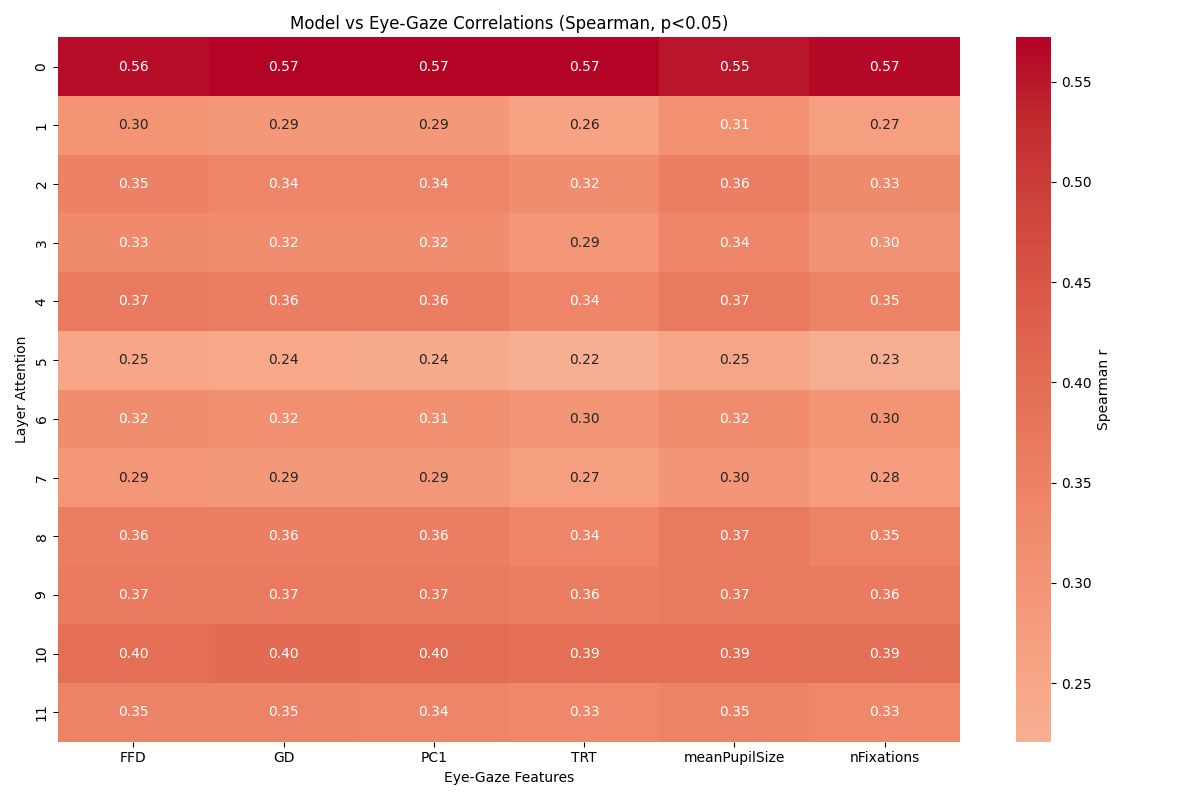 Model vs Eye-Gaze Correlations (Spearman, p<0.05)
0 0.56 0.57 0.57 0.57 0.55 0.57
1 0.30 0.29 0.29 0.26 0.31 0.27
2 0.35 0.34 0.34 0.32 0.36 0.33
3 0.33 0.32 0.32 0.29 0.34 0.30
4 0.37 0.36 0.36 0.34 0.37 0.35
5 0.25 0.24 0.24 0.22 0.25 0.23
6 0.32 0.32 0.31 0.30 0.32 0.30
7 0.29 0.29 0.29 0.27 0.30 0.28
8 0.36 0.36 0.36 0.34 0.37 0.35
9 0.37 0.37 0.37 0.36 0.37 0.36
10 0.40 0.40 0.40 0.39 0.39 0.39
11 0.35 0.35 0.34 0.33 0.35 0.33
FFD GD PC1 TRT meanPupilSize nFixations
Eye-Gaze Features
Layer Attention
0.55
0.50
0.45
0.40
0.35
0.30
0.25
Spearman r